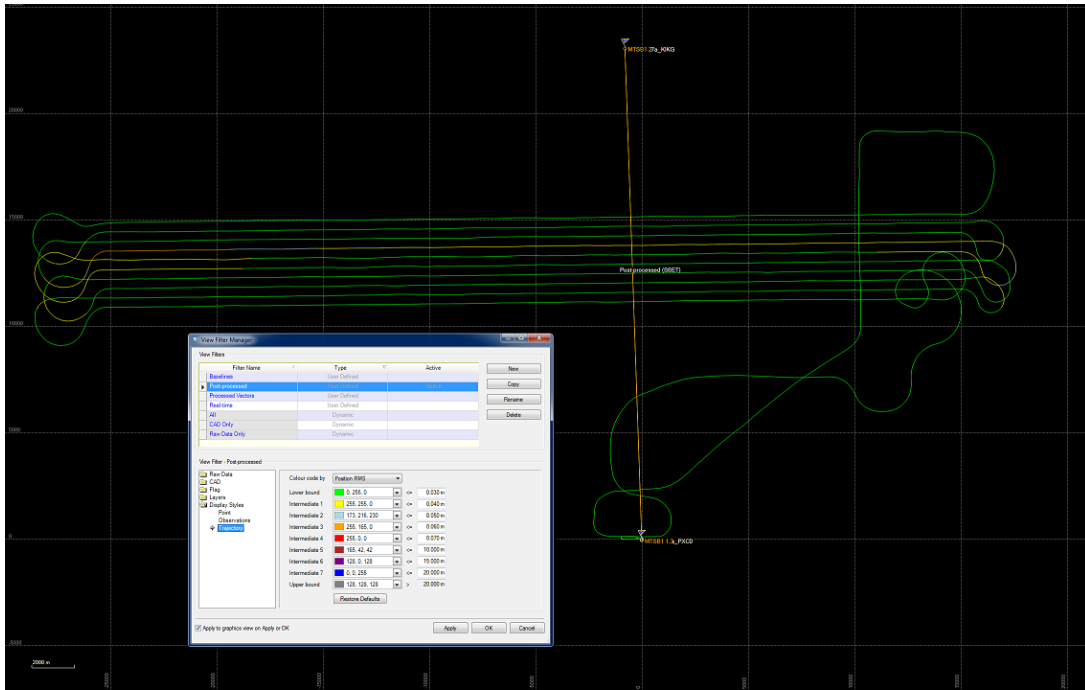 MTSB1
20000
15000
Post-processed (SBET)
10000
View Filter Manager
View Filters
Filter Name Type Active
Baselines User Defined
Post-processed User Defined Active
Processed Vectors User Defined
Real-time User Defined
All Dynamic
CAD Only Dynamic
Raw Data Only Dynamic
New
Copy
Rename
Delete
View Filter - Post-processed
Raw Data
CAD
Flag
Layers
Display Styles
Point
Observations
Trajectory
Colour code by Position RMS
Lower bound 0, 255, 0 <= 0.030 m
Intermediate 1 255, 255, 0 <= 0.040 m
Intermediate 2 173, 216, 230 <= 0.050 m
Intermediate 3 255, 165, 0 <= 0.060 m
Intermediate 4 255, 0, 0 <= 0.070 m
Intermediate 5 165, 42, 42 <= 10.000 m
Intermediate 6 128, 0, 128 <= 15.000 m
Intermediate 7 0, 0, 255 <= 20.000 m
Upper bound 128, 128, 128 > 20.000 m
Restore Defaults
Apply to graphics view on Apply or OK
Apply OK Cancel
5000
0
MTSB1
-5000
2000 m